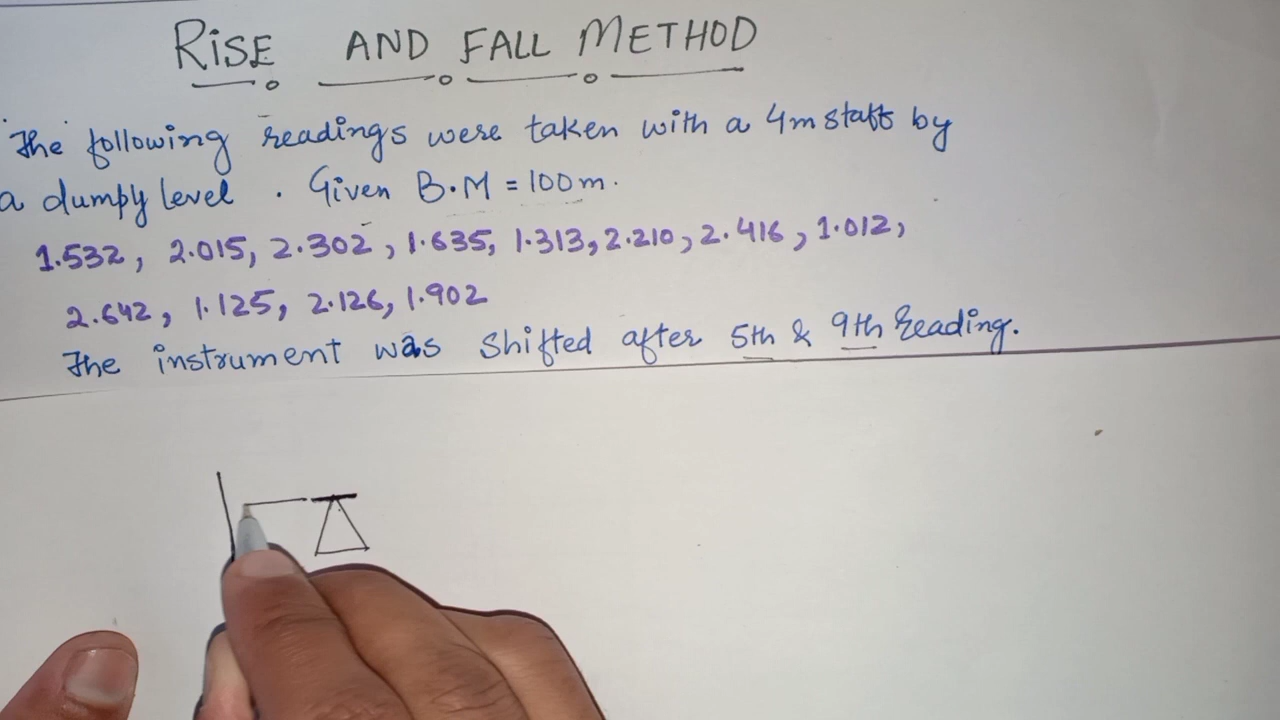 RiSE AND FALL METHOD
The following readings were taken with a 4m staff by
a dumpy level. Given B.M = 100m.
1.532, 2.015, 2.302, 1.635, 1.313, 2.210, 2.416, 1.012,
2.642, 1.125, 2.126, 1.902
The instrument was shifted after 5th & 9th reading.